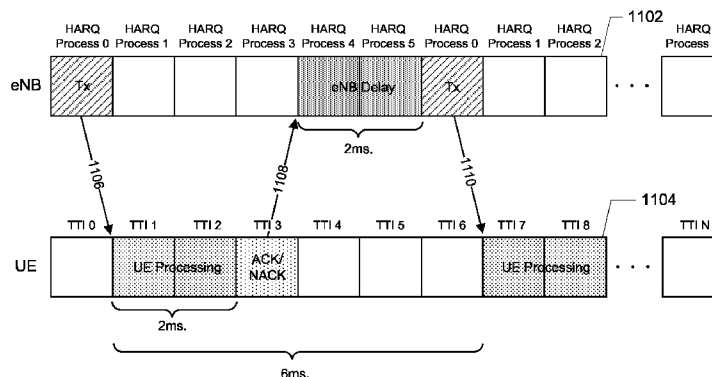 HARQ Process 0 HARQ Process 1 HARQ Process 2 HARQ Process 3 HARQ Process 4 HARQ Process 5 HARQ Process 0 HARQ Process 1 HARQ Process 2 HARQ Process
1102
eNB Tx eNB Delay Tx . . .
2ms.
1106 1108 1110
1104
TTI 0 TTI 1 TTI 2 TTI 3 TTI 4 TTI 5 TTI 6 TTI 7 TTI 8 TTI N
UE UE Processing ACK/NACK UE Processing . . .
2ms.
6ms.